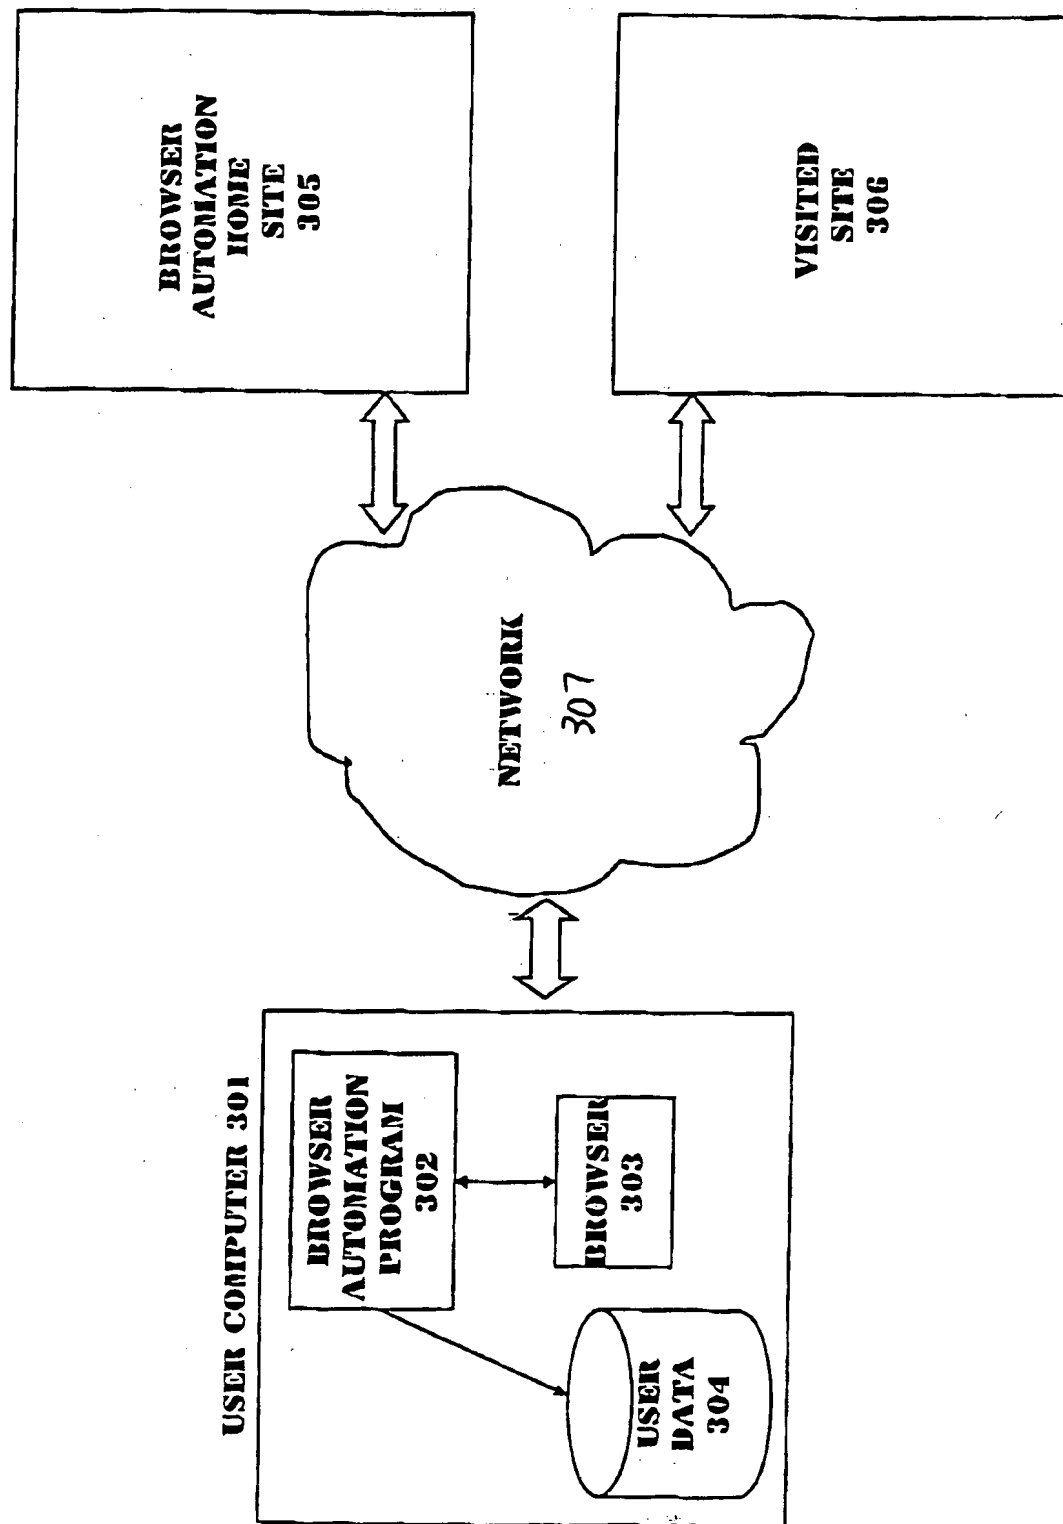 USER COMPUTER 301
BROWSER
AUTOMATION
PROGRAM
302
BROWSER
303
USER
DATA
304
NETWORK
307
BROWSER
AUTOMATION
HOME
SITE
305
VISITED
SITE
306